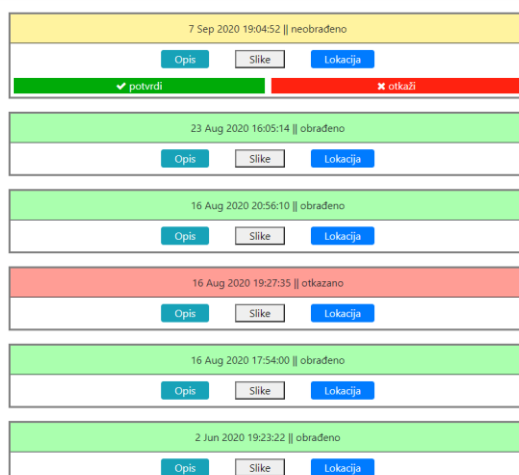 7 Sep 2020 19:04:52 || neobrađeno
Opis Slike Lokacija
✔ potvrdi ✖ otkaži
23 Aug 2020 16:05:14 || obrađeno
Opis Slike Lokacija
16 Aug 2020 20:56:10 || obrađeno
Opis Slike Lokacija
16 Aug 2020 19:27:35 || otkazano
Opis Slike Lokacija
16 Aug 2020 17:54:00 || obrađeno
Opis Slike Lokacija
2 Jun 2020 19:23:22 || obrađeno
Opis Slike Lokacija